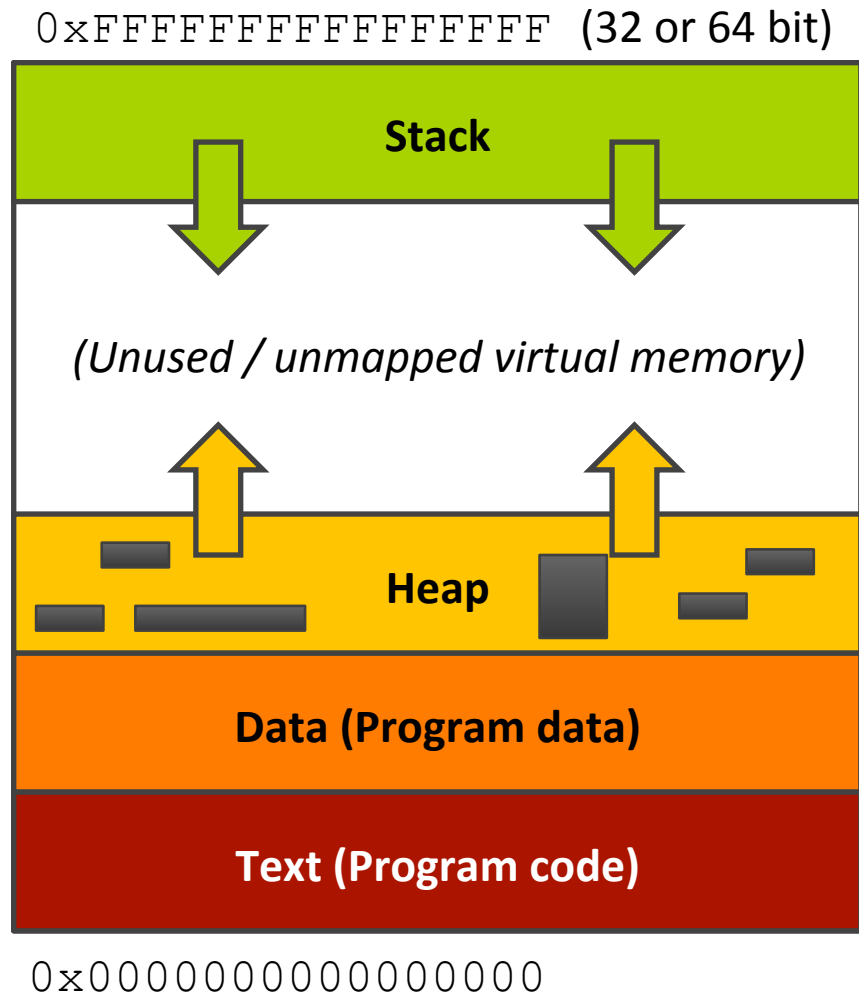 0xFFFFFFFFFFFFFFFF (32 or 64 bit)
Stack
(Unused / unmapped virtual memory)
Heap
Data (Program data)
Text (Program code)
0x0000000000000000